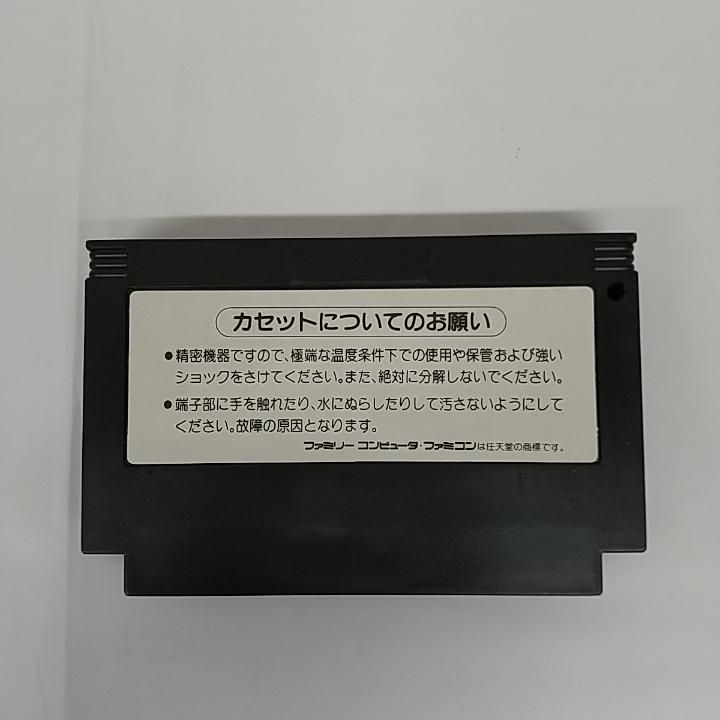 カセットについてのお願い
●精密機器ですので、極端な温度条件下での使用や保管および強い
ショックをさけてください。また、絶対に分解しないでください。
●端子部に手を触れたり、水にぬらしたりして汚さないようにして
ください。故障の原因となります。
ファミリー コンピュータ・ファミコンは任天堂の商標です。